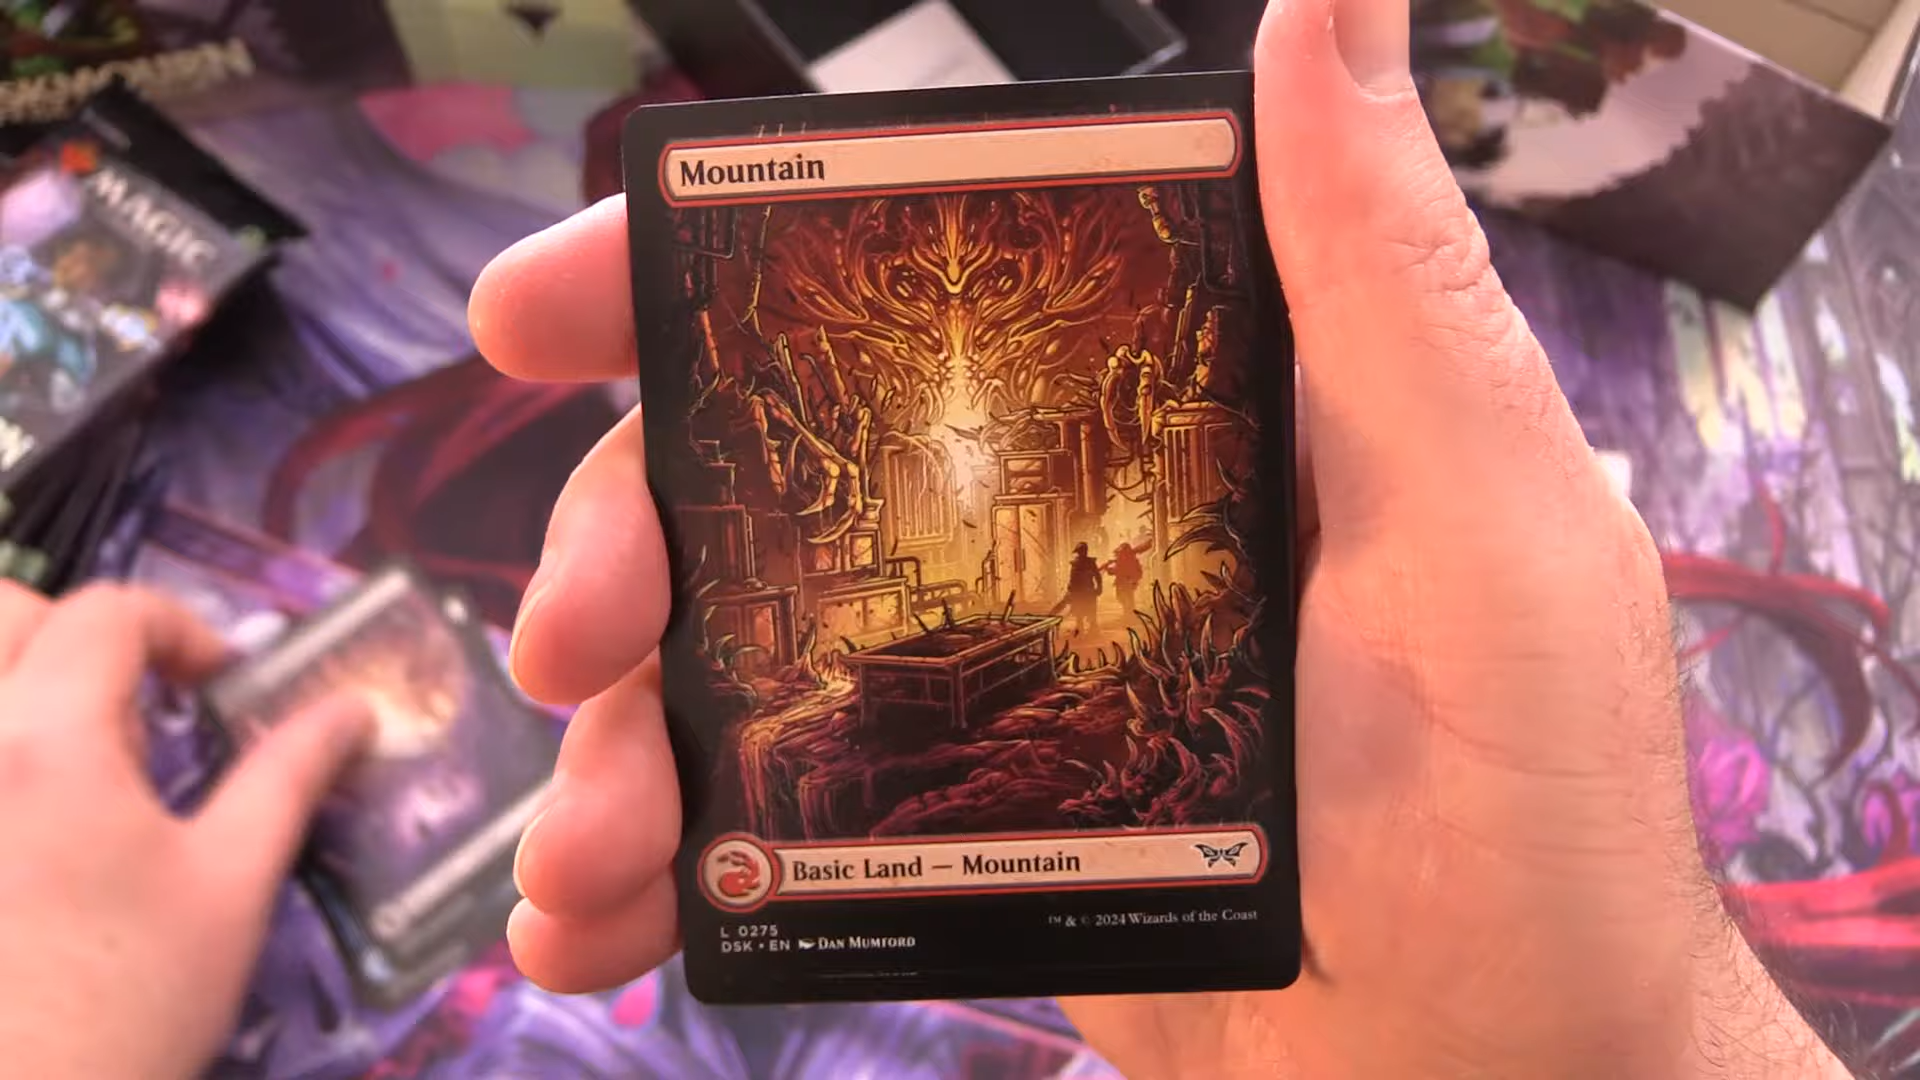 MAGIC
Mountain
Basic Land — Mountain
L 0275
DSK • EN Dan Mumford
™ & © 2024 Wizards of the Coast